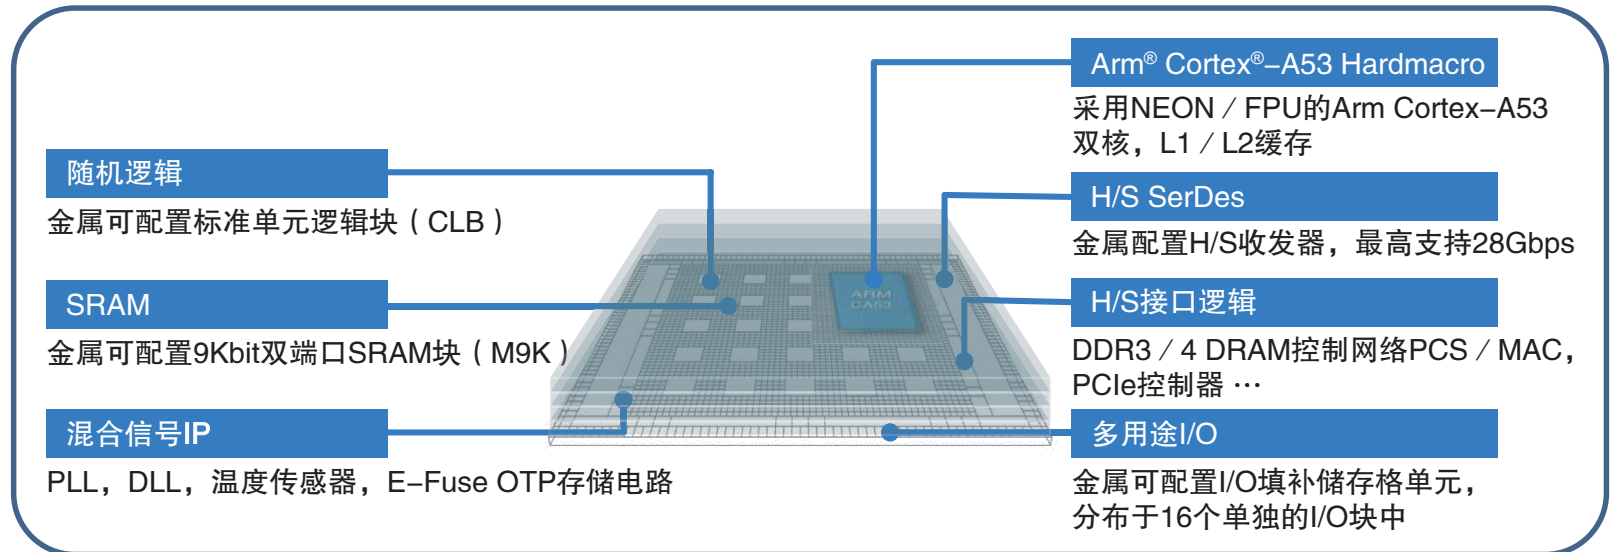 随机逻辑
金属可配置标准单元逻辑块（CLB）
SRAM
金属可配置9Kbit双端口SRAM块（M9K）
混合信号IP
PLL，DLL，温度传感器，E–Fuse OTP存储电路
ARM
CA53
Arm® Cortex®–A53 Hardmacro
采用NEON / FPU的Arm Cortex–A53
双核，L1 / L2缓存
H/S SerDes
金属配置H/S收发器，最高支持28Gbps
H/S接口逻辑
DDR3 / 4 DRAM控制网络PCS / MAC，
PCIe控制器 …
多用途I/O
金属可配置I/O填补储存格单元，
分布于16个单独的I/O块中